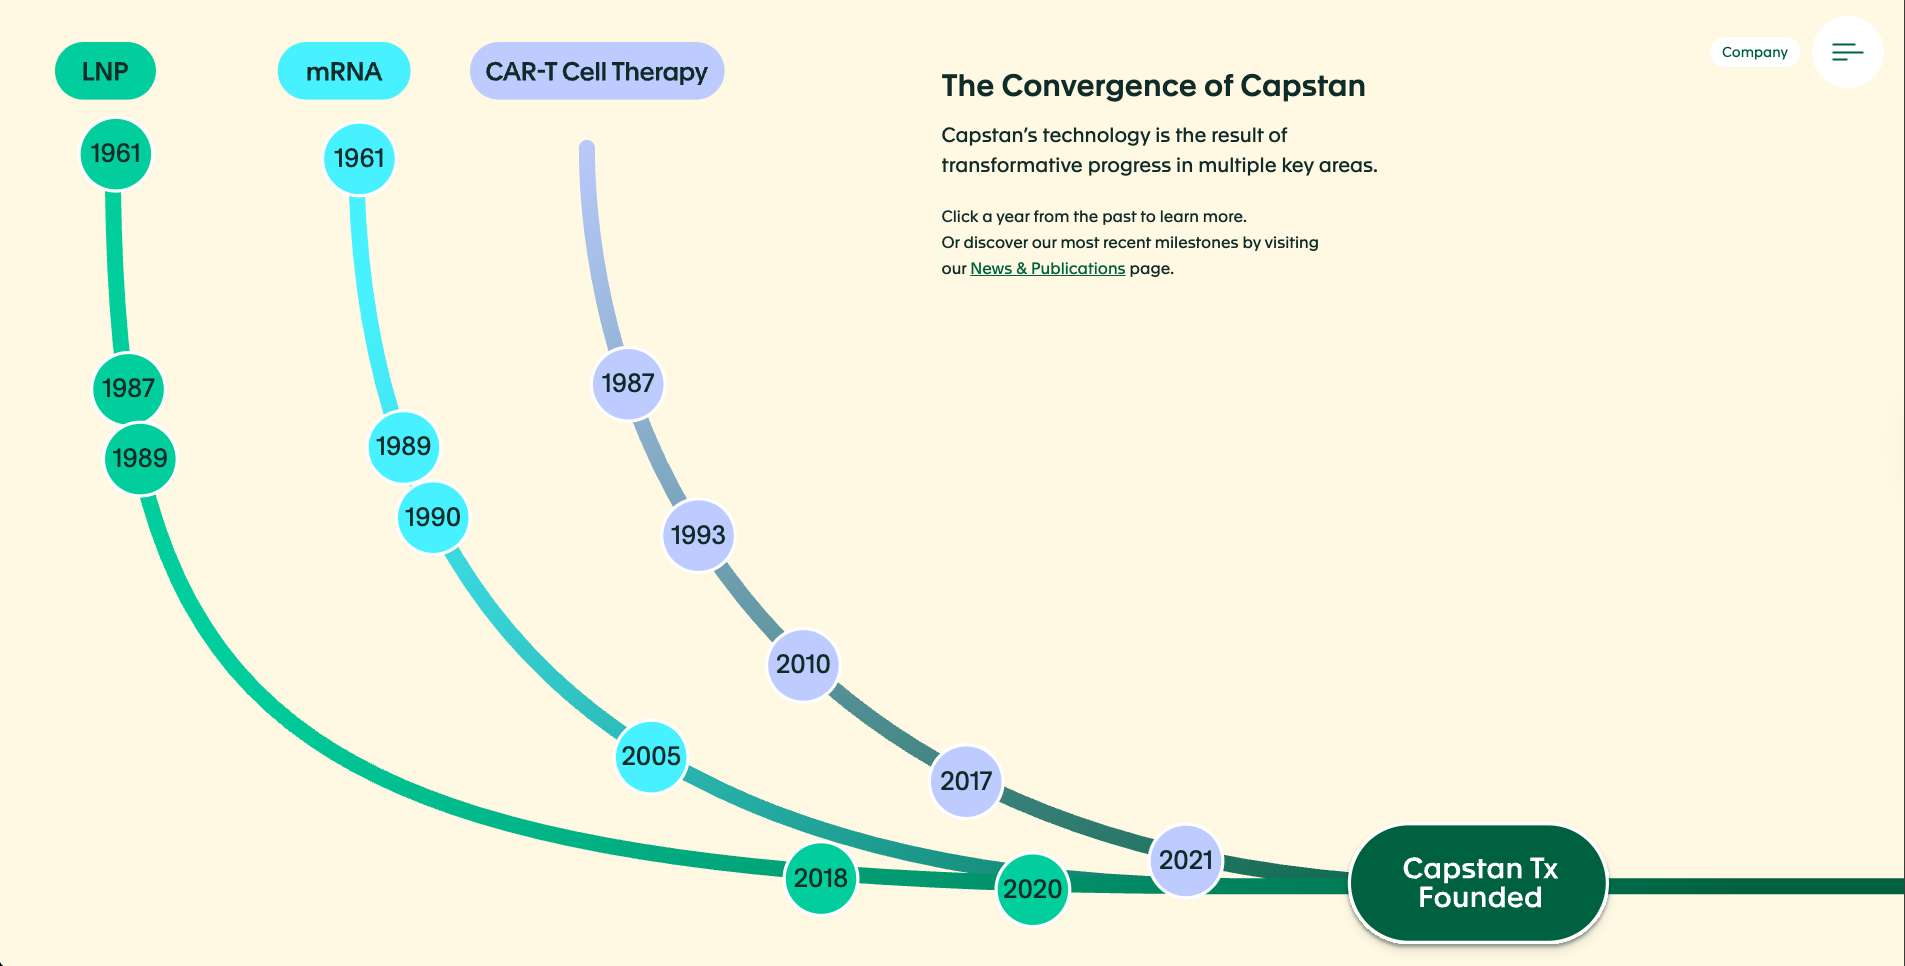 LNP
mRNA
CAR-T Cell Therapy
The Convergence of Capstan
Capstan's technology is the result of
transformative progress in multiple key areas.
Click a year from the past to learn more.
Or discover our most recent milestones by visiting
our News & Publications page.
Company
1961
1987
1989
2018
2020
1961
1989
1990
2005
1987
1993
2010
2017
2021
Capstan Tx
Founded